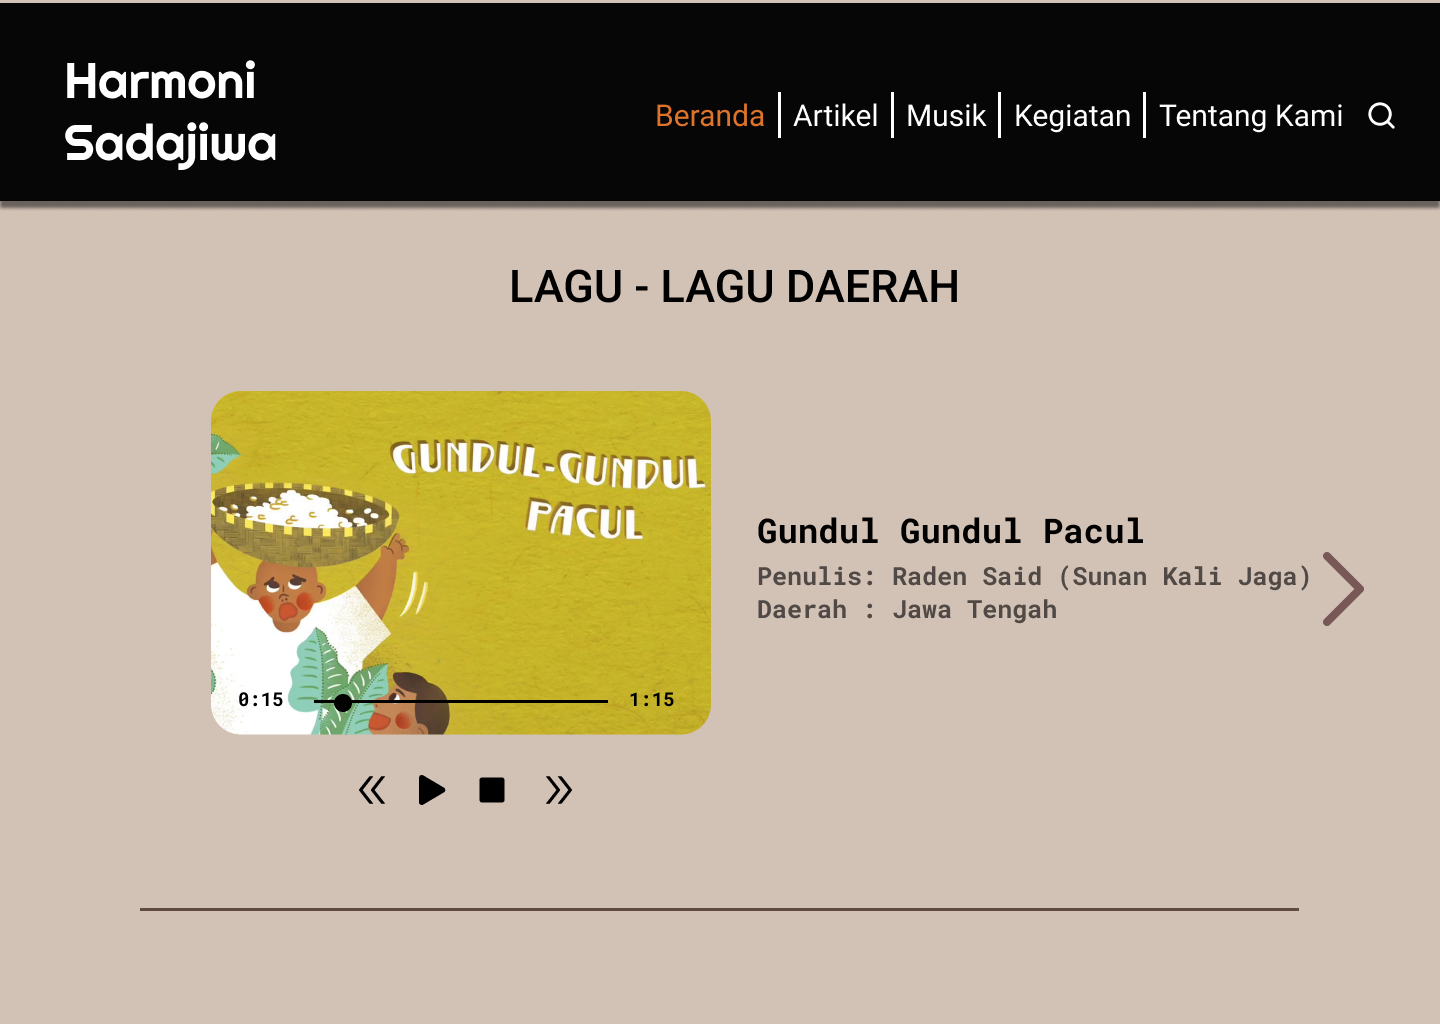 Harmoni
Sadajiwa
Beranda Artikel Musik Kegiatan Tentang Kami
LAGU - LAGU DAERAH
GUNDUL-GUNDUL
PACUL
0:15 1:15
Gundul Gundul Pacul
Penulis: Raden Said (Sunan Kali Jaga)
Daerah : Jawa Tengah